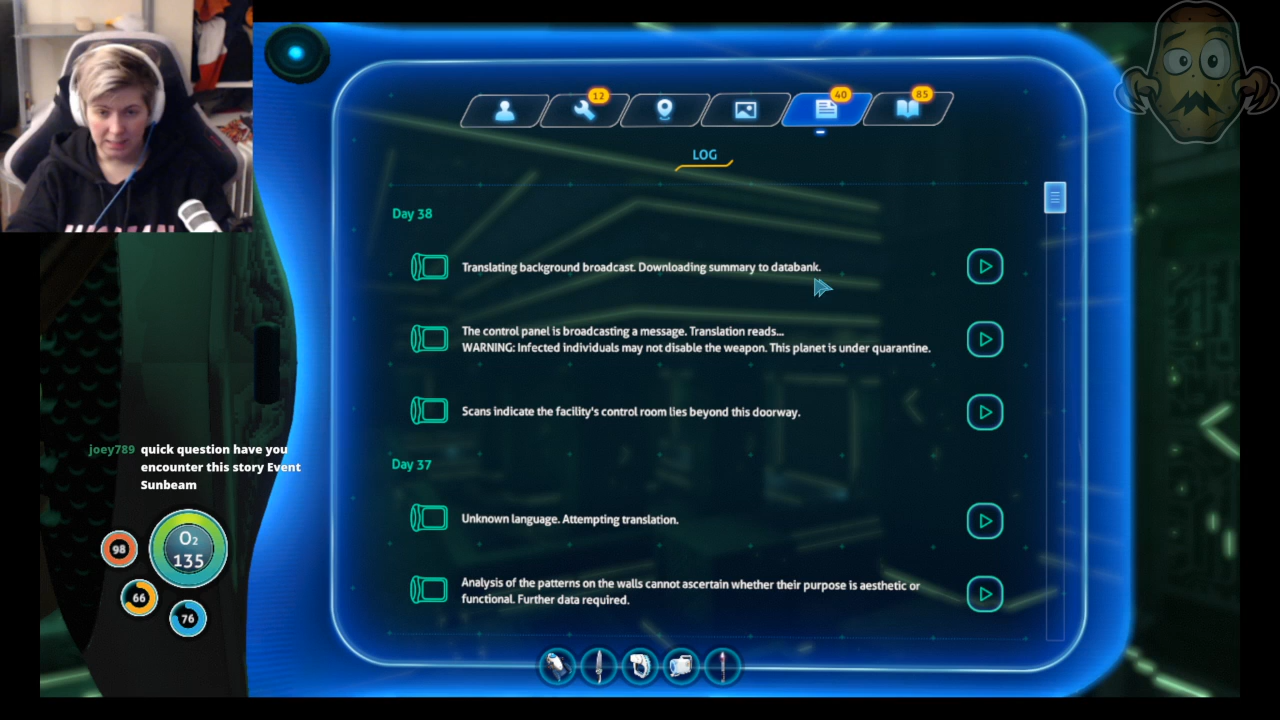 12
40
85
LOG
Day 38
Translating background broadcast. Downloading summary to databank.
The control panel is broadcasting a message. Translation reads...
WARNING: Infected individuals may not disable the weapon. This planet is under quarantine.
Scans indicate the facility's control room lies beyond this doorway.
Day 37
Unknown language. Attempting translation.
Analysis of the patterns on the walls cannot ascertain whether their purpose is aesthetic or
functional. Further data required.
joey789 quick question have you
encounter this story Event
Sunbeam
O2
135
98
66
76